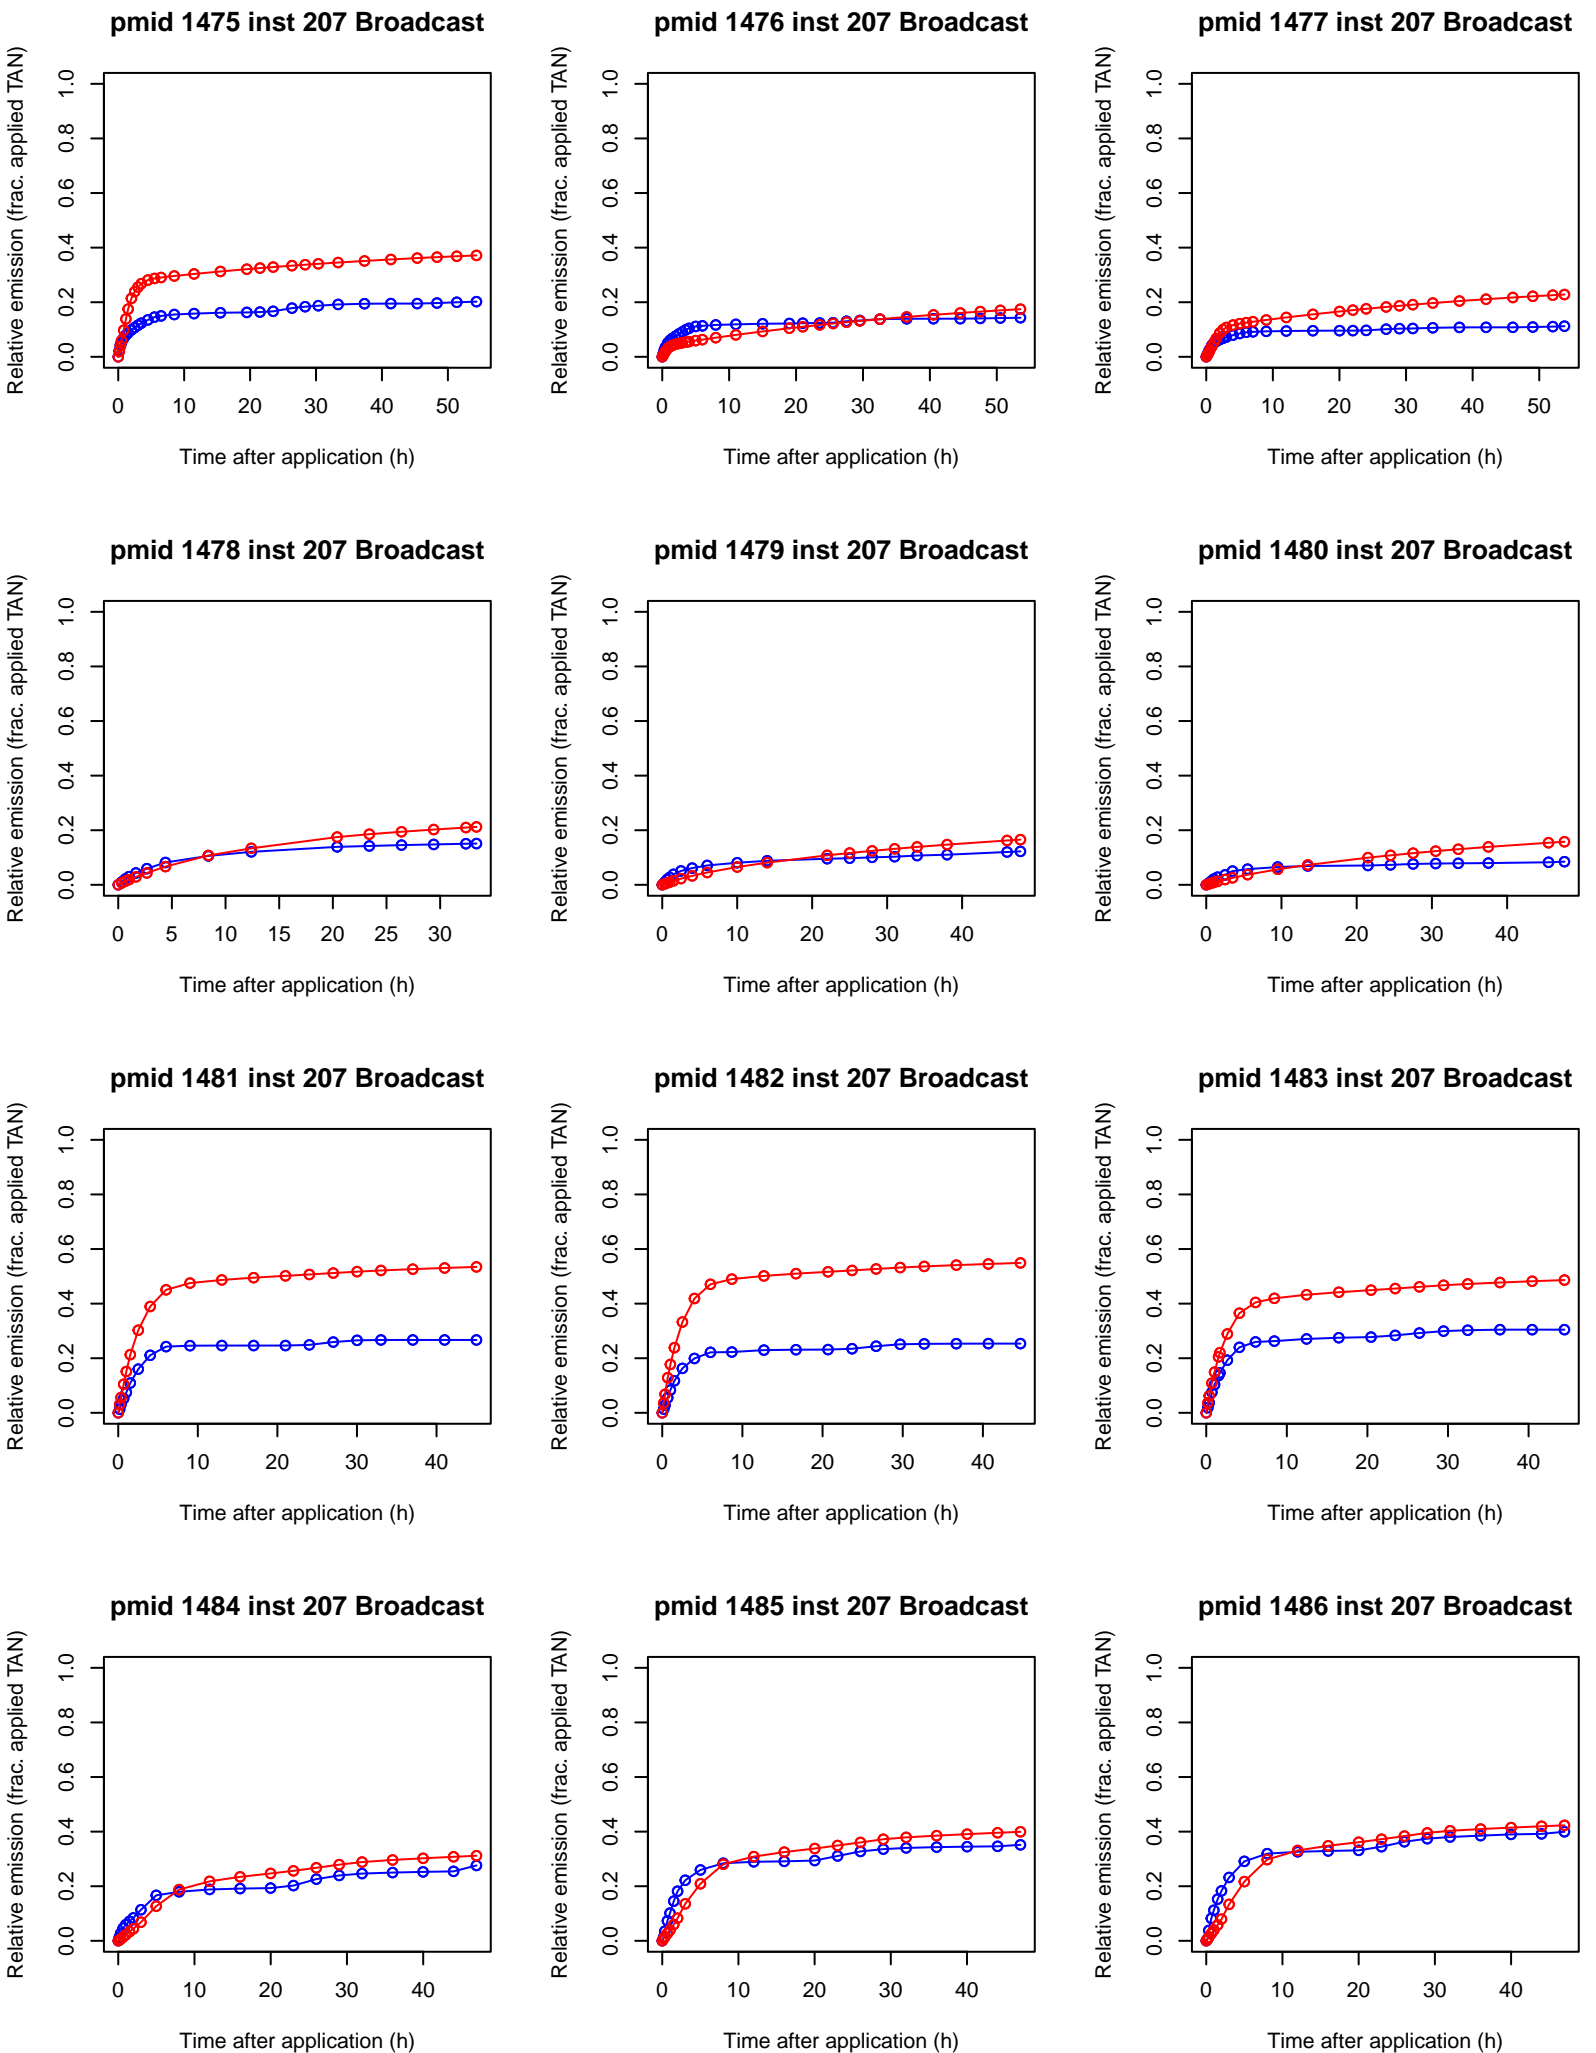 pmid 1475 inst 207 Broadcast
Relative emission (frac. applied TAN)
1.0
0.8
0.6
0.4
0.2
0.0
0 10 20 30 40 50
Time after application (h)
pmid 1476 inst 207 Broadcast
Relative emission (frac. applied TAN)
1.0
0.8
0.6
0.4
0.2
0.0
0 10 20 30 40 50
Time after application (h)
pmid 1477 inst 207 Broadcast
Relative emission (frac. applied TAN)
1.0
0.8
0.6
0.4
0.2
0.0
0 10 20 30 40 50
Time after application (h)
pmid 1478 inst 207 Broadcast
Relative emission (frac. applied TAN)
1.0
0.8
0.6
0.4
0.2
0.0
0 5 10 15 20 25 30
Time after application (h)
pmid 1479 inst 207 Broadcast
Relative emission (frac. applied TAN)
1.0
0.8
0.6
0.4
0.2
0.0
0 10 20 30 40
Time after application (h)
pmid 1480 inst 207 Broadcast
Relative emission (frac. applied TAN)
1.0
0.8
0.6
0.4
0.2
0.0
0 10 20 30 40
Time after application (h)
pmid 1481 inst 207 Broadcast
Relative emission (frac. applied TAN)
1.0
0.8
0.6
0.4
0.2
0.0
0 10 20 30 40
Time after application (h)
pmid 1482 inst 207 Broadcast
Relative emission (frac. applied TAN)
1.0
0.8
0.6
0.4
0.2
0.0
0 10 20 30 40
Time after application (h)
pmid 1483 inst 207 Broadcast
Relative emission (frac. applied TAN)
1.0
0.8
0.6
0.4
0.2
0.0
0 10 20 30 40
Time after application (h)
pmid 1484 inst 207 Broadcast
Relative emission (frac. applied TAN)
1.0
0.8
0.6
0.4
0.2
0.0
0 10 20 30 40
Time after application (h)
pmid 1485 inst 207 Broadcast
Relative emission (frac. applied TAN)
1.0
0.8
0.6
0.4
0.2
0.0
0 10 20 30 40
Time after application (h)
pmid 1486 inst 207 Broadcast
Relative emission (frac. applied TAN)
1.0
0.8
0.6
0.4
0.2
0.0
0 10 20 30 40
Time after application (h)